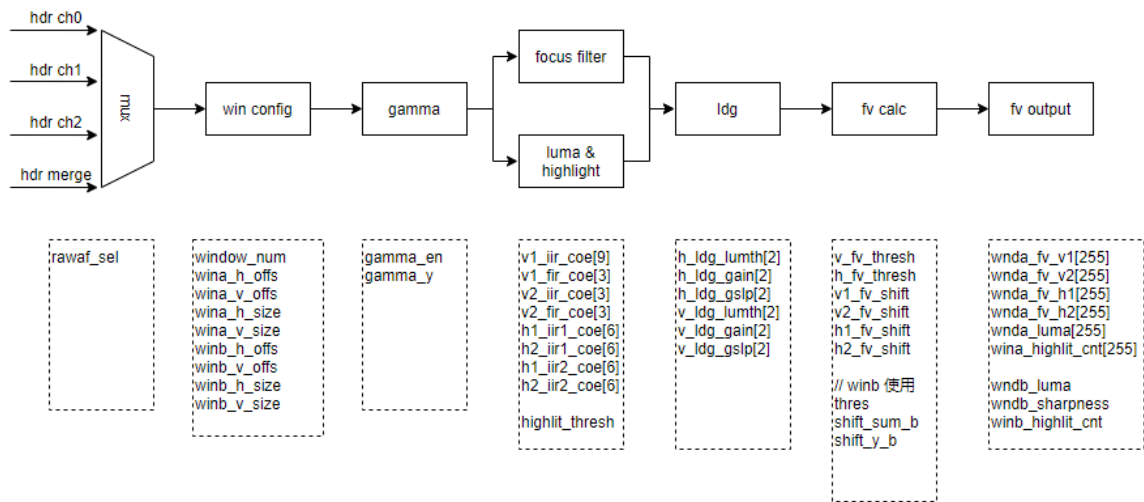 hdr ch0
hdr ch1
hdr ch2
hdr merge
mux
win config
gamma
focus filter
luma &
highlight
ldg
fv calc
fv output
rawaf_sel
window_num
wina_h_offs
wina_v_offs
wina_h_size
wina_v_size
winb_h_offs
winb_v_offs
winb_h_size
winb_v_size
gamma_en
gamma_y
v1_iir_coe[9]
v1_fir_coe[3]
v2_iir_coe[3]
v2_fir_coe[3]
h1_iir1_coe[6]
h2_iir1_coe[6]
h1_iir2_coe[6]
h2_iir2_coe[6]
highlit_thresh
h_ldg_lumth[2]
h_ldg_gain[2]
h_ldg_gslp[2]
v_ldg_lumth[2]
v_ldg_gain[2]
v_ldg_gslp[2]
v_fv_thresh
h_fv_thresh
v1_fv_shift
v2_fv_shift
h1_fv_shift
h2_fv_shift
// winb 使用
thres
shift_sum_b
shift_y_b
wnda_fv_v1[255]
wnda_fv_v2[255]
wnda_fv_h1[255]
wnda_fv_h2[255]
wnda_luma[255]
wina_highlit_cnt[255]
wndb_luma
wndb_sharpness
winb_highlit_cnt